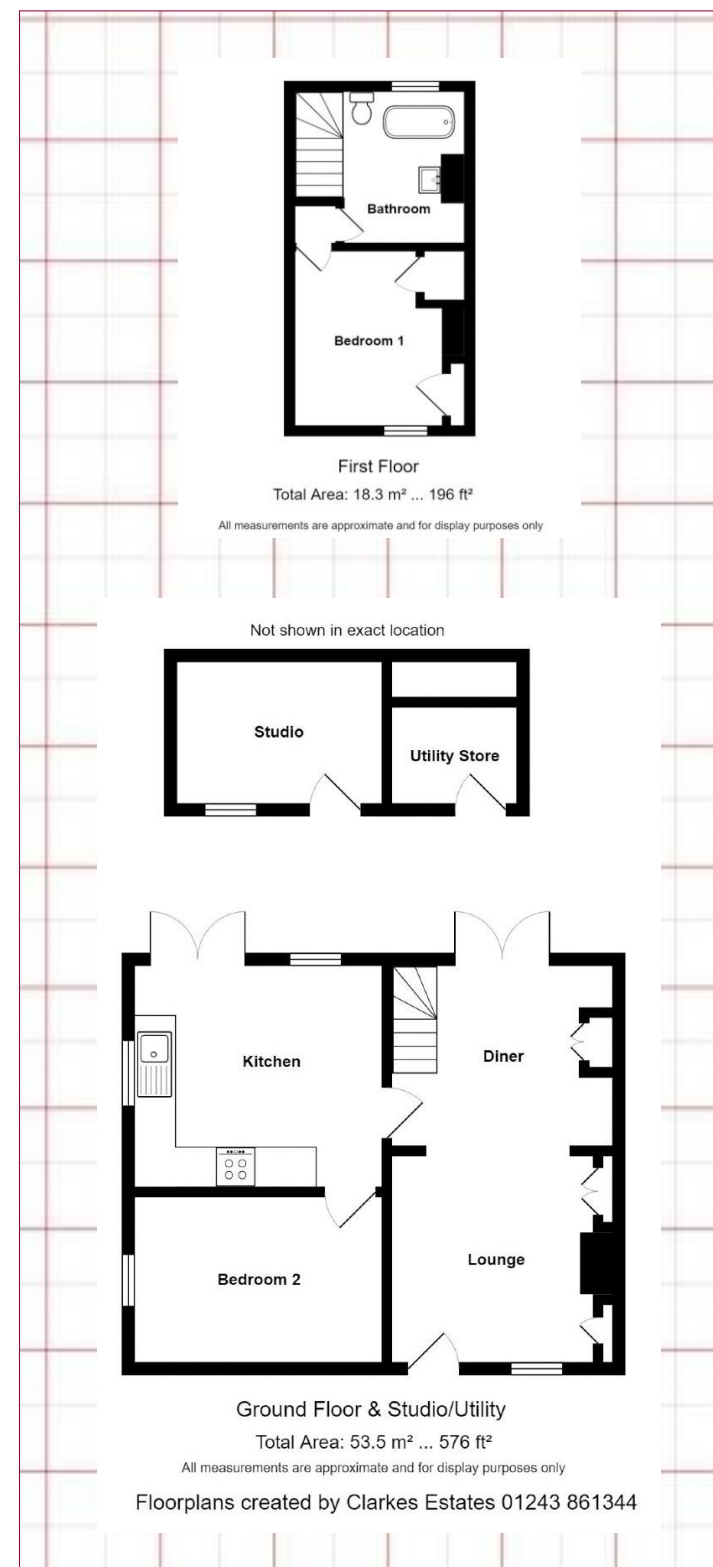 Bathroom
Bedroom 1
First Floor
Total Area: 18.3 m² ... 196 ft²
All measurements are approximate and for display purposes only
Not shown in exact location
Studio
Utility Store
Kitchen
Diner
Bedroom 2
Lounge
Ground Floor & Studio/Utility
Total Area: 53.5 m² ... 576 ft²
All measurements are approximate and for display purposes only
Floorplans created by Clarkes Estates 01243 861344